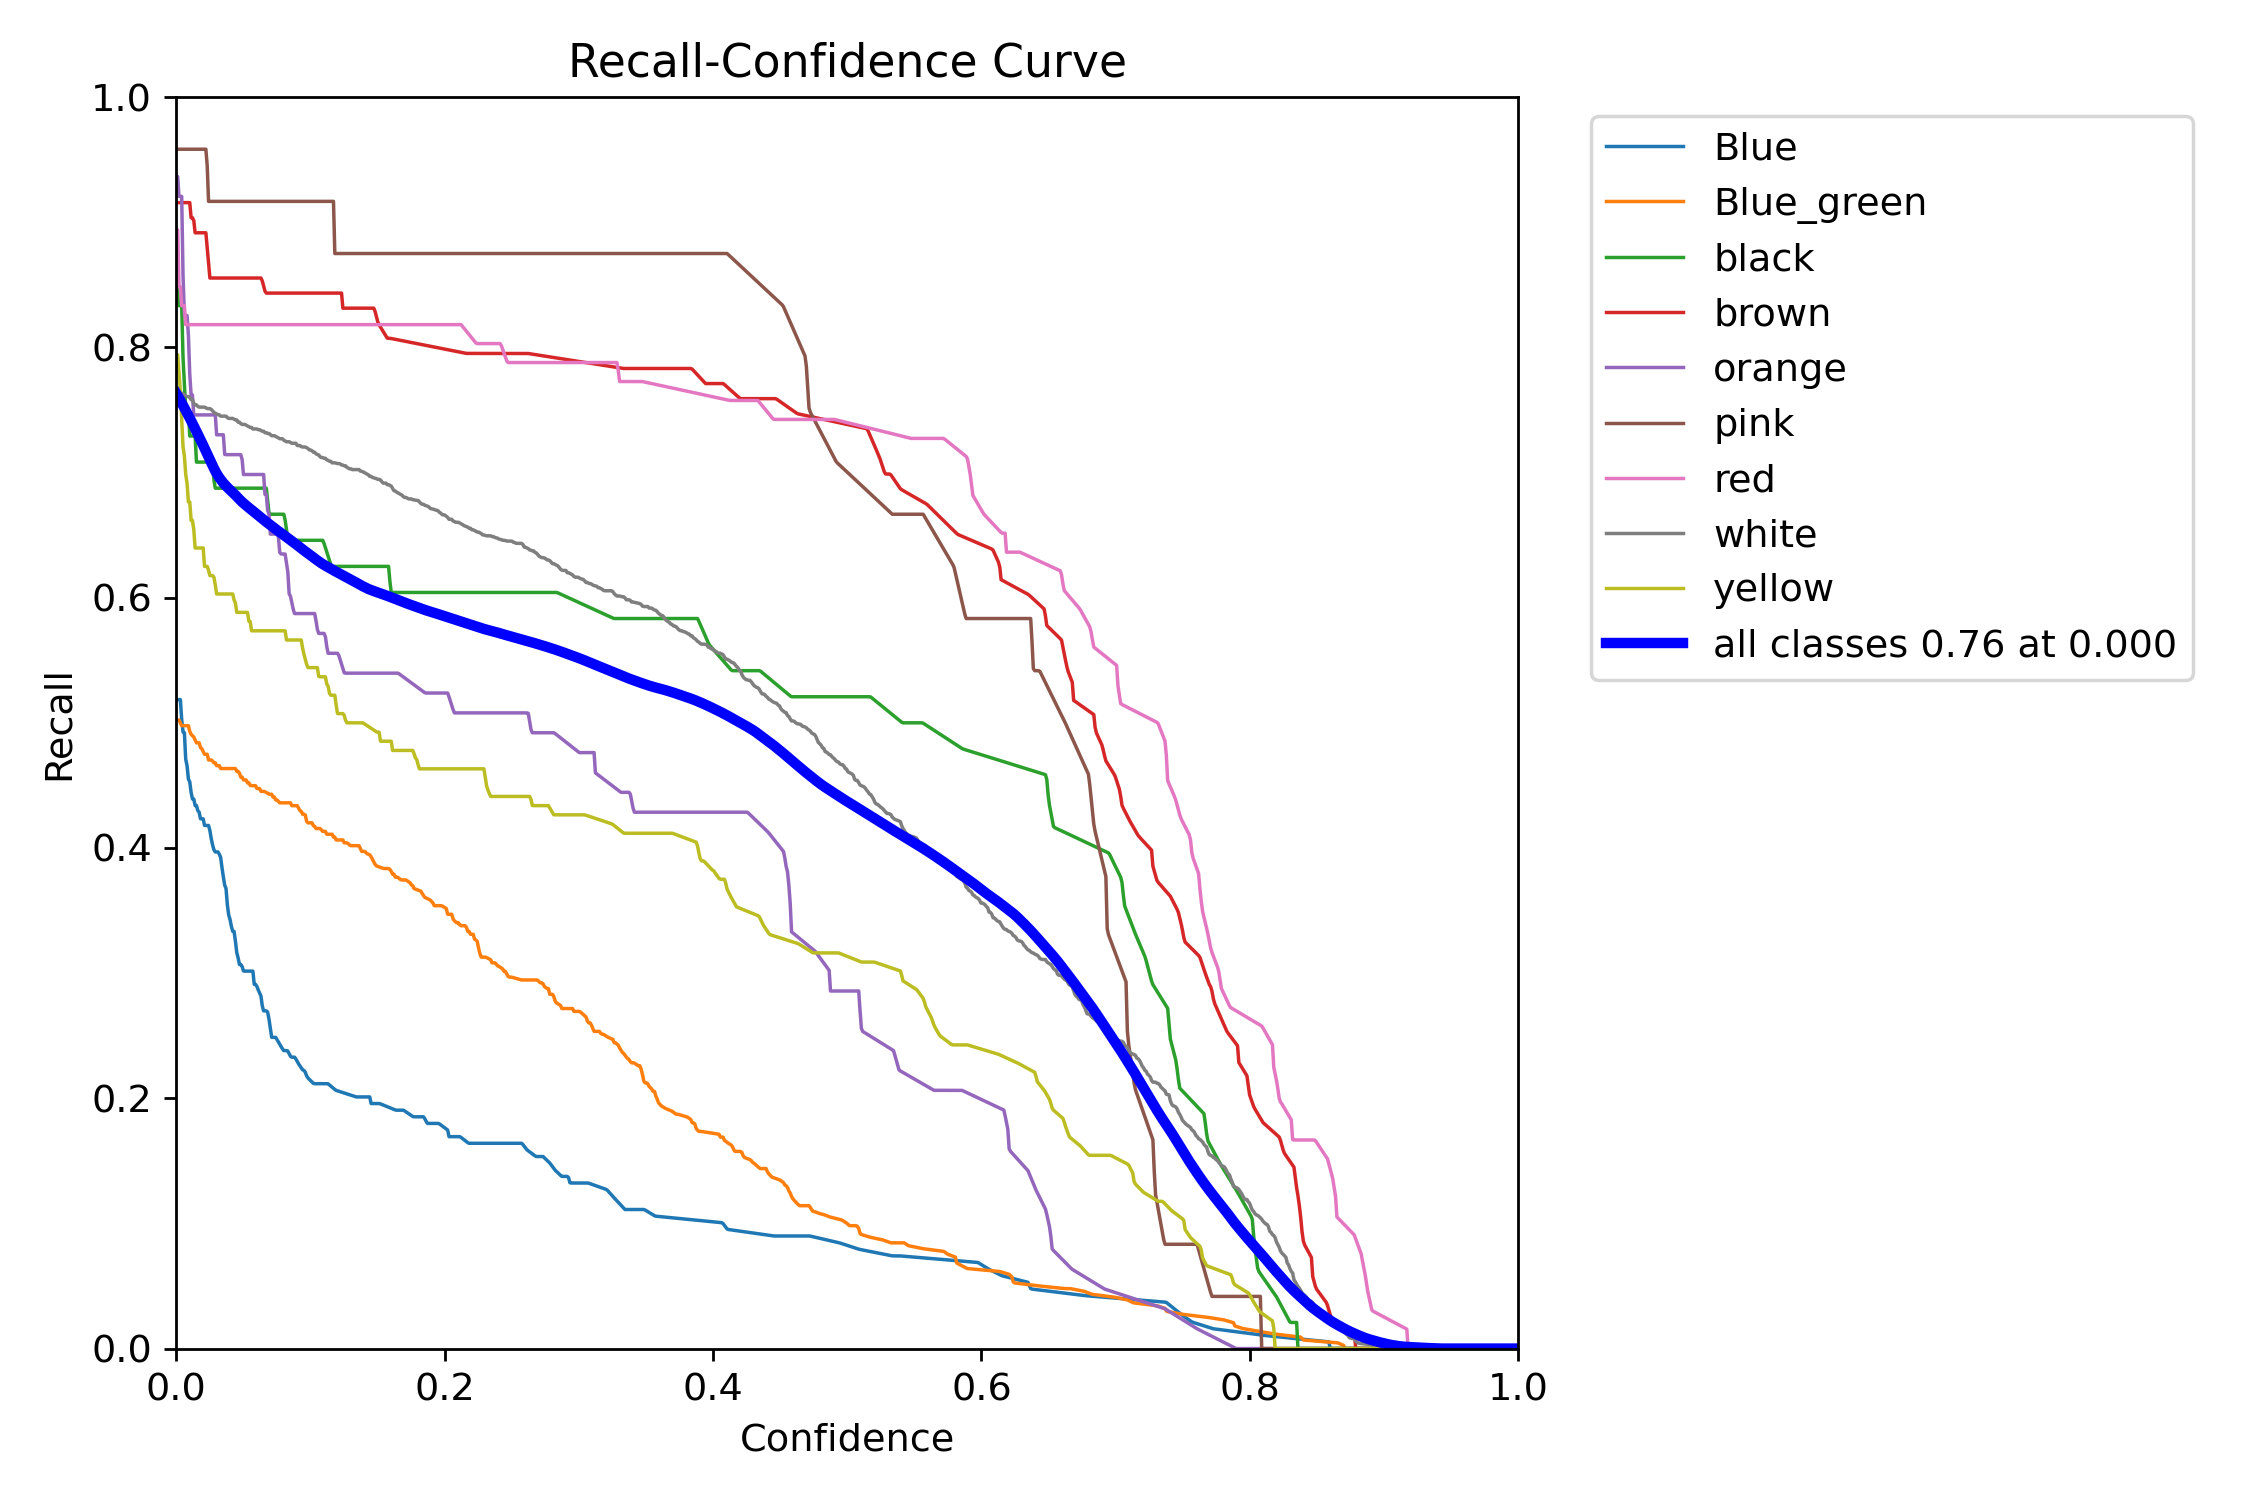 Recall-Confidence Curve
1.0
0.8
0.6
0.4
0.2
0.0
Recall
0.0 0.2 0.4 0.6 0.8 1.0
Confidence
Blue
Blue_green
black
brown
orange
pink
red
white
yellow
all classes 0.76 at 0.000